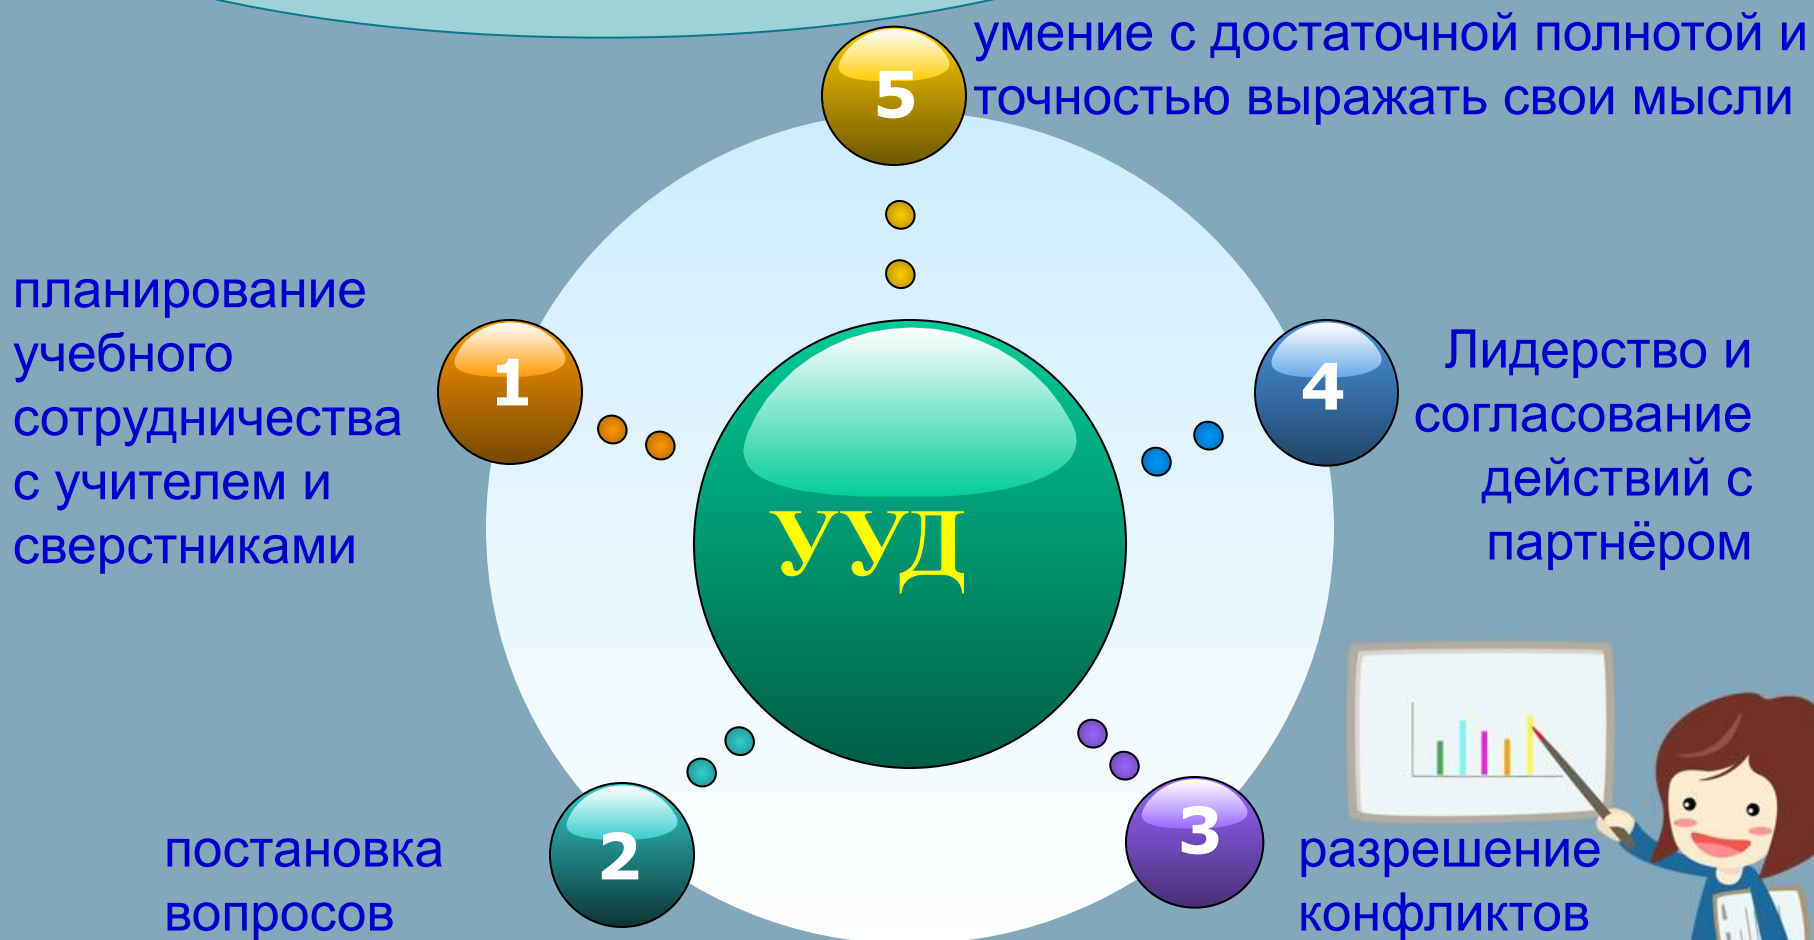 5
умение с достаточной полнотой и
точностью выражать свои мысли
1
планирование
учебного
сотрудничества
с учителем и
сверстниками
4
Лидерство и
согласование
действий с
партнёром
УУД
2
постановка
вопросов
3
разрешение
конфликтов